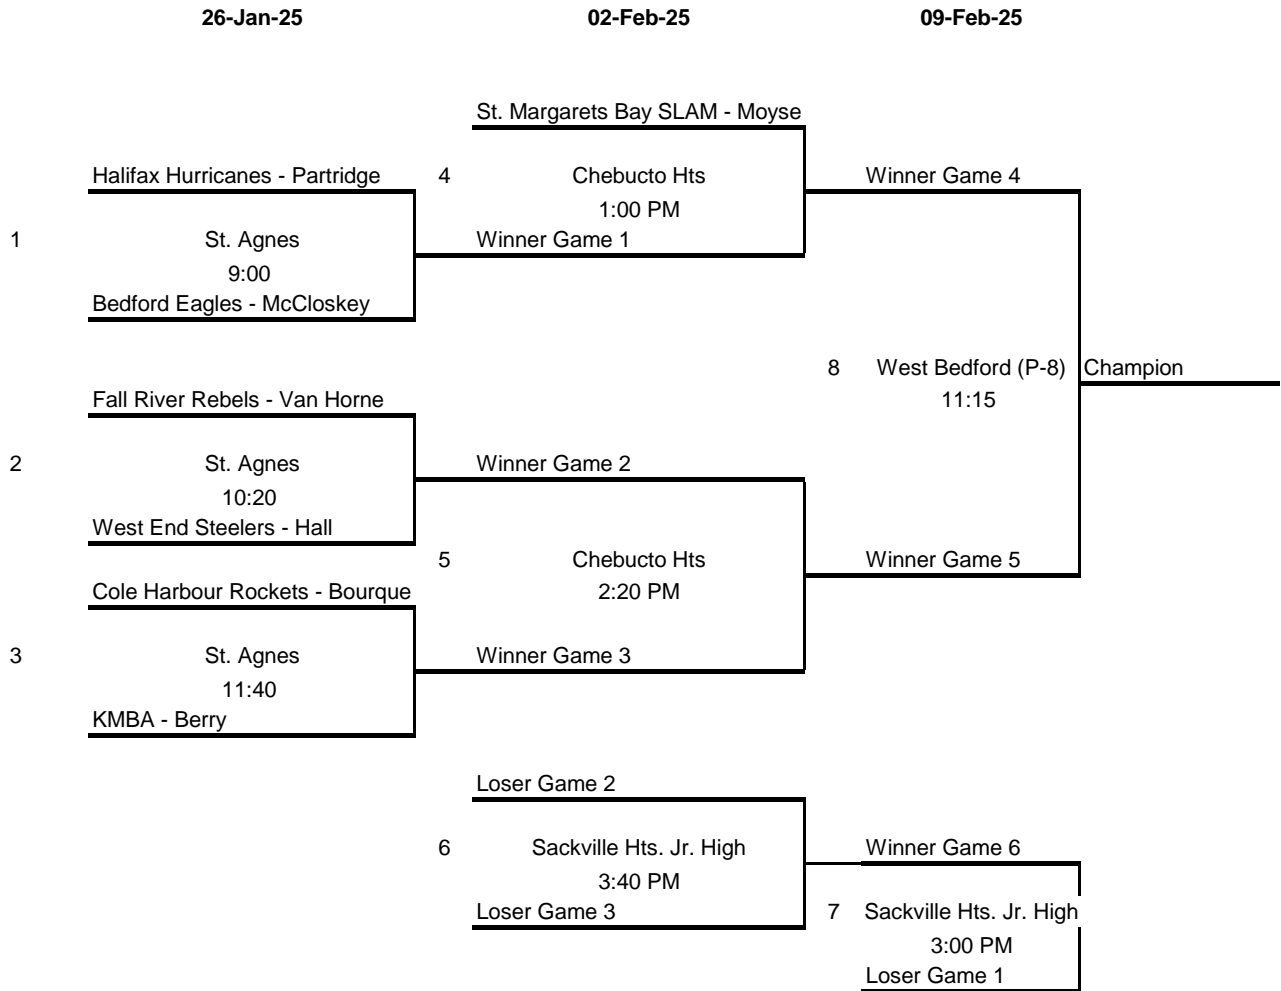 26-Jan-25 02-Feb-25 09-Feb-25
St. Margarets Bay SLAM - Moyse
Halifax Hurricanes - Partridge 4 Chebucto Hts Winner Game 4
1:00 PM
1 St. Agnes Winner Game 1
9:00
Bedford Eagles - McCloskey
8 West Bedford (P-8) Champion
Fall River Rebels - Van Horne 11:15
2 St. Agnes Winner Game 2
10:20
West End Steelers - Hall
5 Chebucto Hts Winner Game 5
Cole Harbour Rockets - Bourque 2:20 PM
3 St. Agnes Winner Game 3
11:40
KMBA - Berry
Loser Game 2
6 Sackville Hts. Jr. High Winner Game 6
3:40 PM
Loser Game 3 7 Sackville Hts. Jr. High
3:00 PM
Loser Game 1